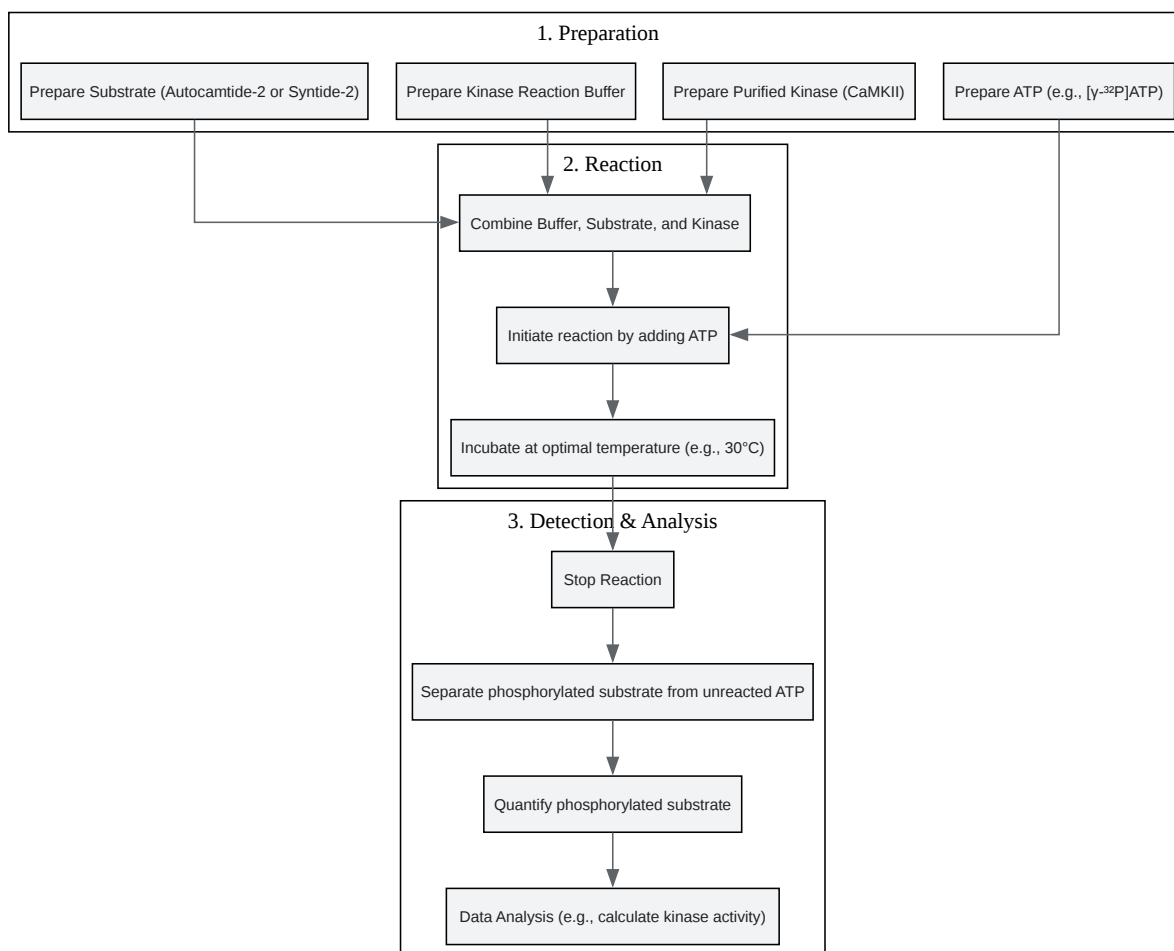 1. Preparation
Prepare Substrate (Autocamtide-2 or Syntide-2)
Prepare Kinase Reaction Buffer
Prepare Purified Kinase (CaMKII)
Prepare ATP (e.g., [γ-³²P]ATP)
2. Reaction
Combine Buffer, Substrate, and Kinase
Initiate reaction by adding ATP
Incubate at optimal temperature (e.g., 30°C)
3. Detection & Analysis
Stop Reaction
Separate phosphorylated substrate from unreacted ATP
Quantify phosphorylated substrate
Data Analysis (e.g., calculate kinase activity)